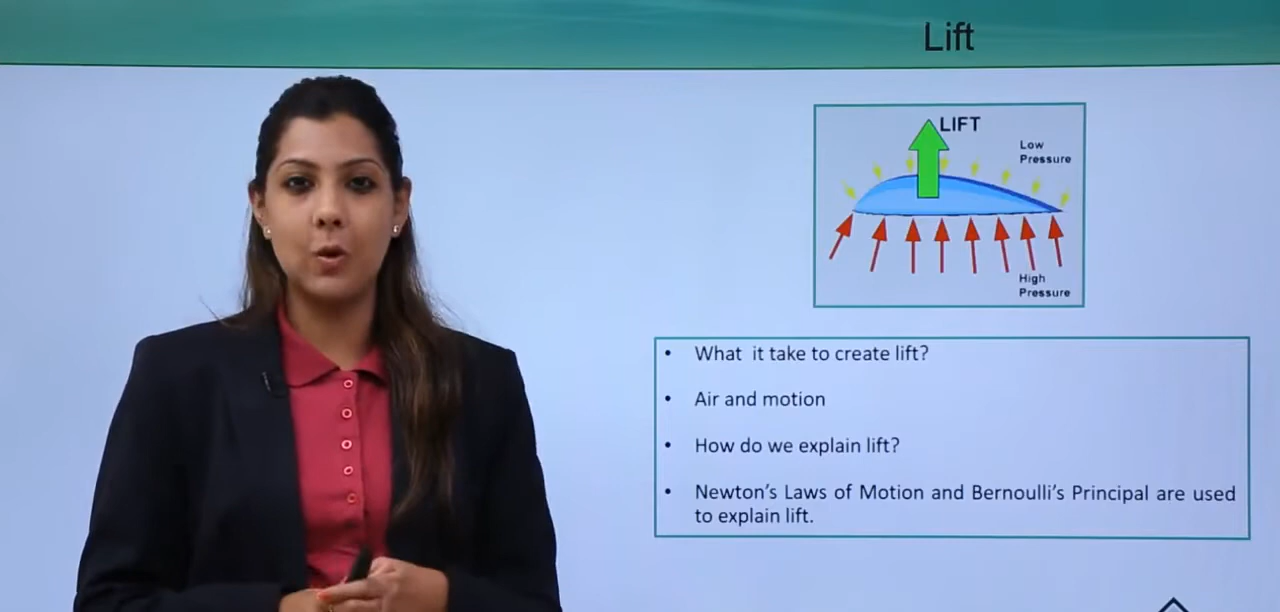 Lift
LIFT
Low
Pressure
High
Pressure
• What it take to create lift?
• Air and motion
• How do we explain lift?
• Newton's Laws of Motion and Bernoulli's Principal are used
to explain lift.